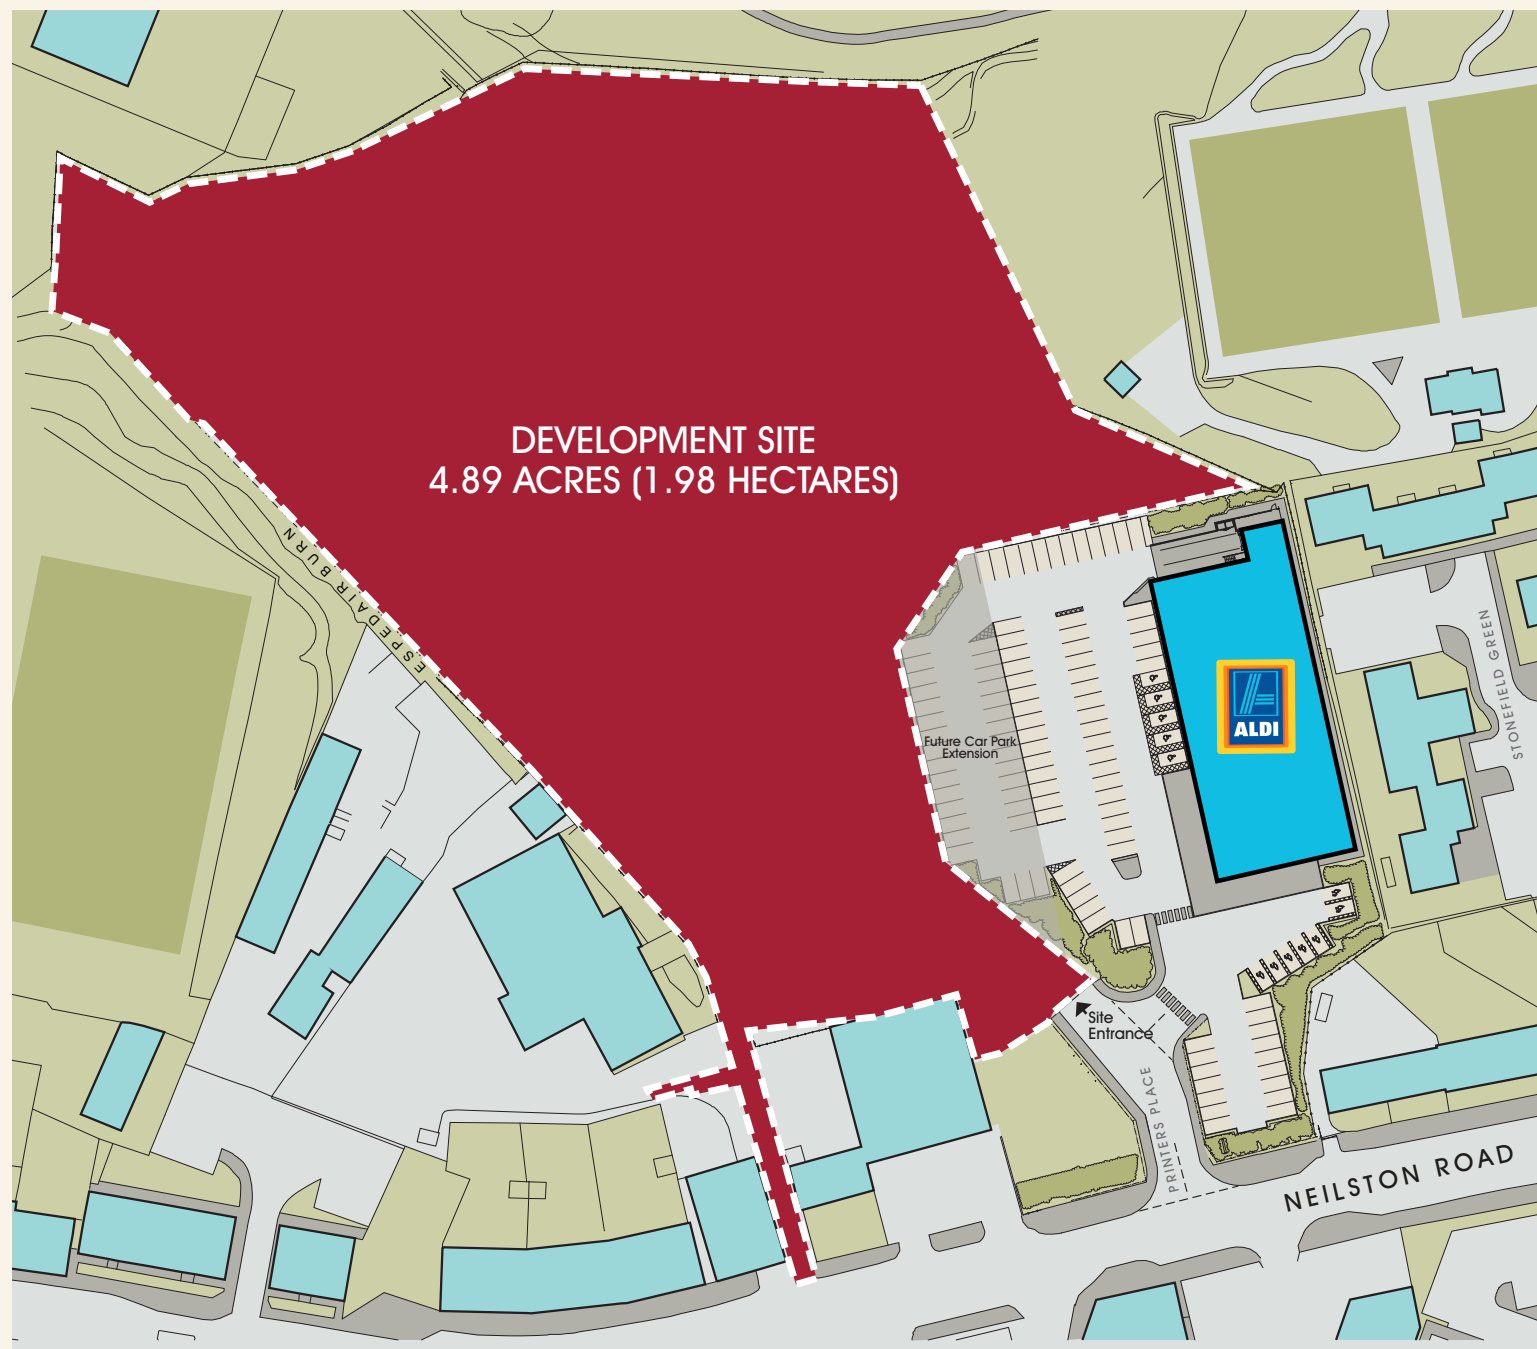 DEVELOPMENT SITE
4.89 ACRES (1.98 HECTARES)
ESPEDAIR BURN
Future Car Park
Extension
ALDI
STONEFIELD GREEN
Site
Entrance
PRINTERS PLACE
NEILSTON ROAD